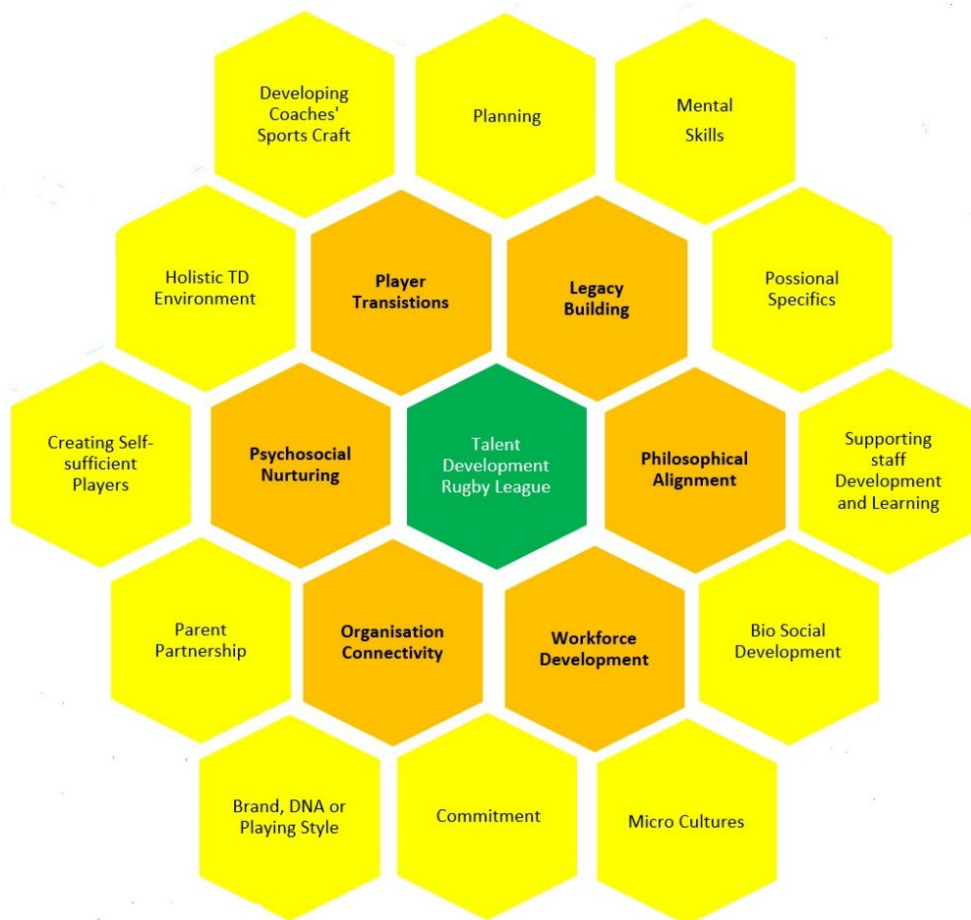 Developing
Coaches'
Sports Craft
Planning
Mental
Skills
Holistic TD
Environment
Player
Transistions
Legacy
Building
Possional
Specifics
Creating Self-
sufficient
Players
Psychosocial
Nurturing
Talent
Development
Rugby League
Philosophical
Alignment
Supporting
staff
Development
and Learning
Parent
Partnership
Organisation
Connectivity
Workforce
Development
Bio Social
Development
Brand, DNA or
Playing Style
Commitment
Micro Cultures